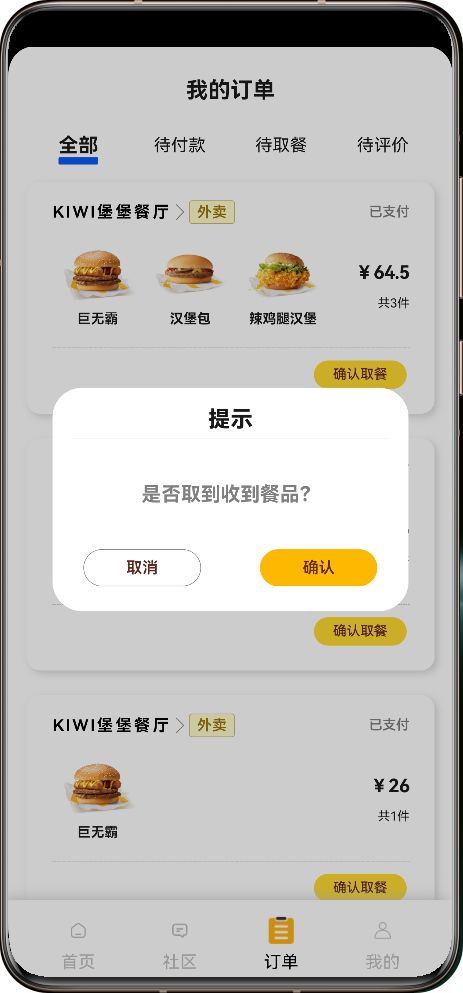 我的订单
全部 待付款 待取餐 待评价
KIWI堡堡餐厅 外卖 已支付
¥ 64.5
共3件
巨无霸 汉堡包 辣鸡腿汉堡
确认取餐
提示
是否取到收到餐品?
取消 确认
确认取餐
KIWI堡堡餐厅 外卖 已支付
¥ 26
共1件
巨无霸
确认取餐
首页 社区 订单 我的